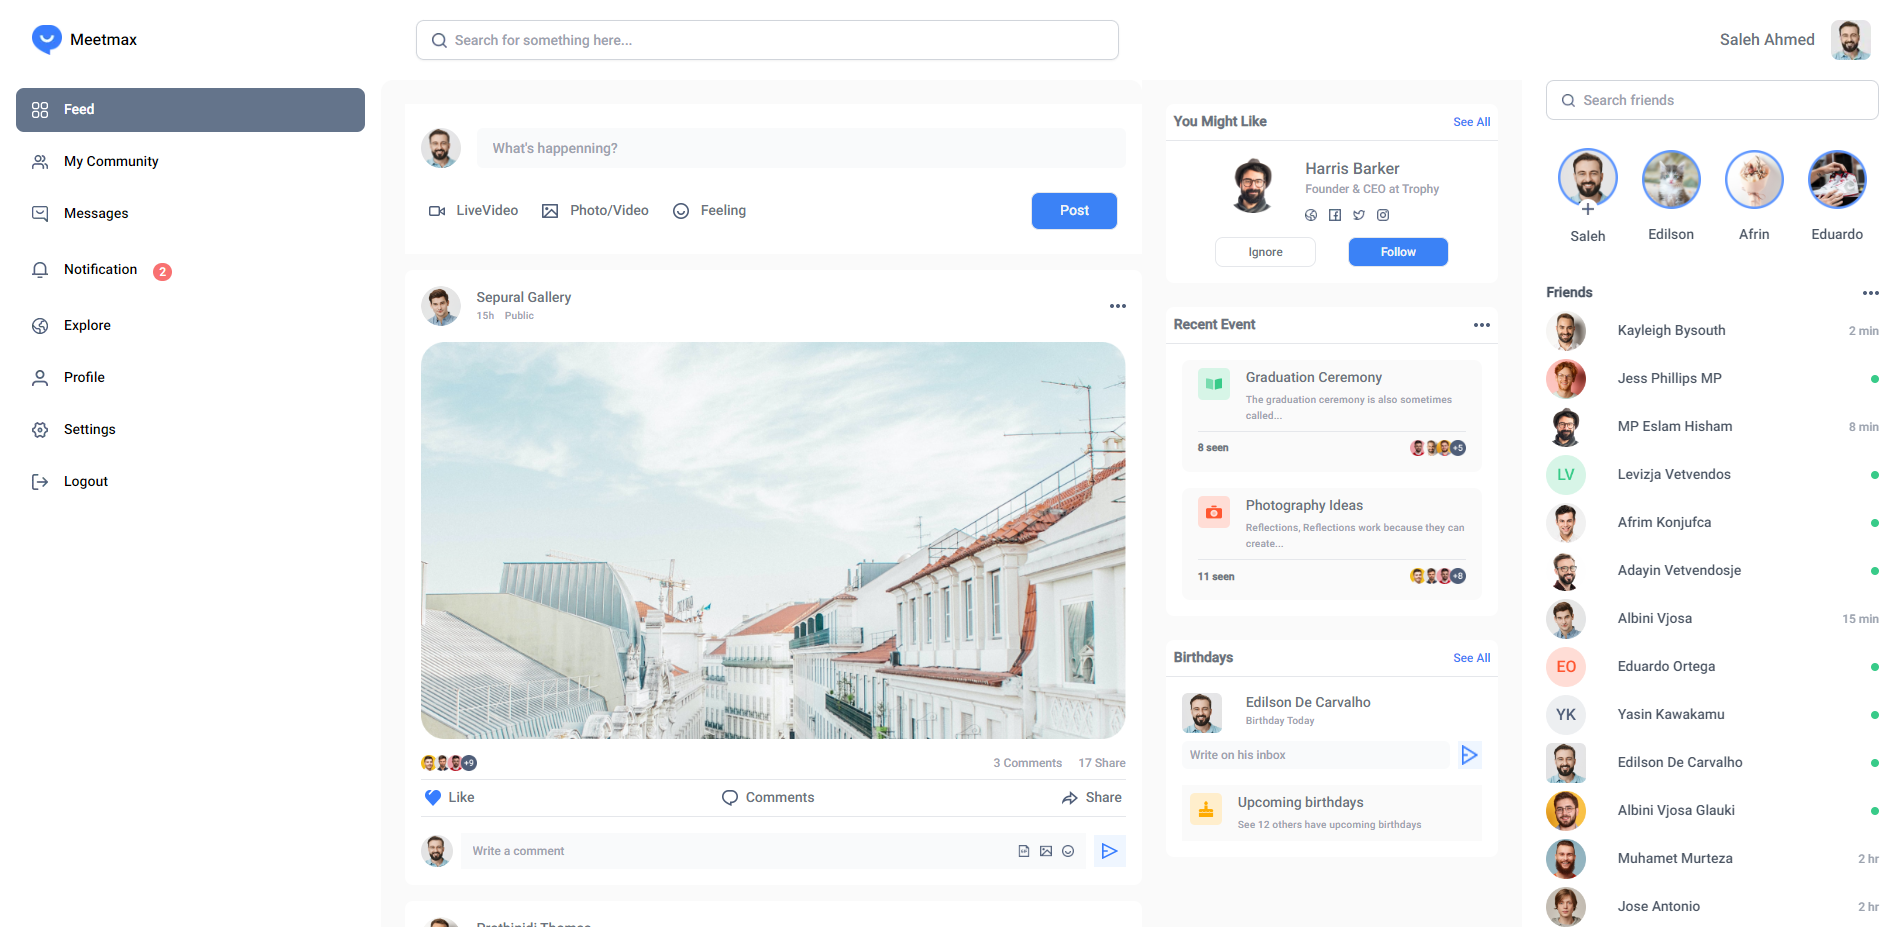 Meetmax
Search for something here...
Saleh Ahmed
Feed
My Community
Messages
Notification 2
Explore
Profile
Settings
Logout
What's happenning?
LiveVideo Photo/Video Feeling Post
Sepural Gallery
15h Public
+9
3 Comments 17 Share
Like Comments Share
Write a comment
You Might Like See All
Harris Barker
Founder & CEO at Trophy
Ignore Follow
Recent Event
Graduation Ceremony
The graduation ceremony is also sometimes
called...
8 seen +5
Photography Ideas
Reflections, Reflections work because they can
create...
11 seen +8
Birthdays See All
Edilson De Carvalho
Birthday Today
Write on his inbox
Upcoming birthdays
See 12 others have upcoming birthdays
Search friends
Saleh Edilson Afrin Eduardo
Friends
Kayleigh Bysouth 2 min
Jess Phillips MP
MP Eslam Hisham 8 min
LV Levizja Vetvendos
Afrim Konjufca
Adayin Vetvendosje
Albini Vjosa 15 min
EO Eduardo Ortega
YK Yasin Kawakamu
Edilson De Carvalho
Albini Vjosa Glauki
Muhamet Murteza 2 hr
Jose Antonio 2 hr